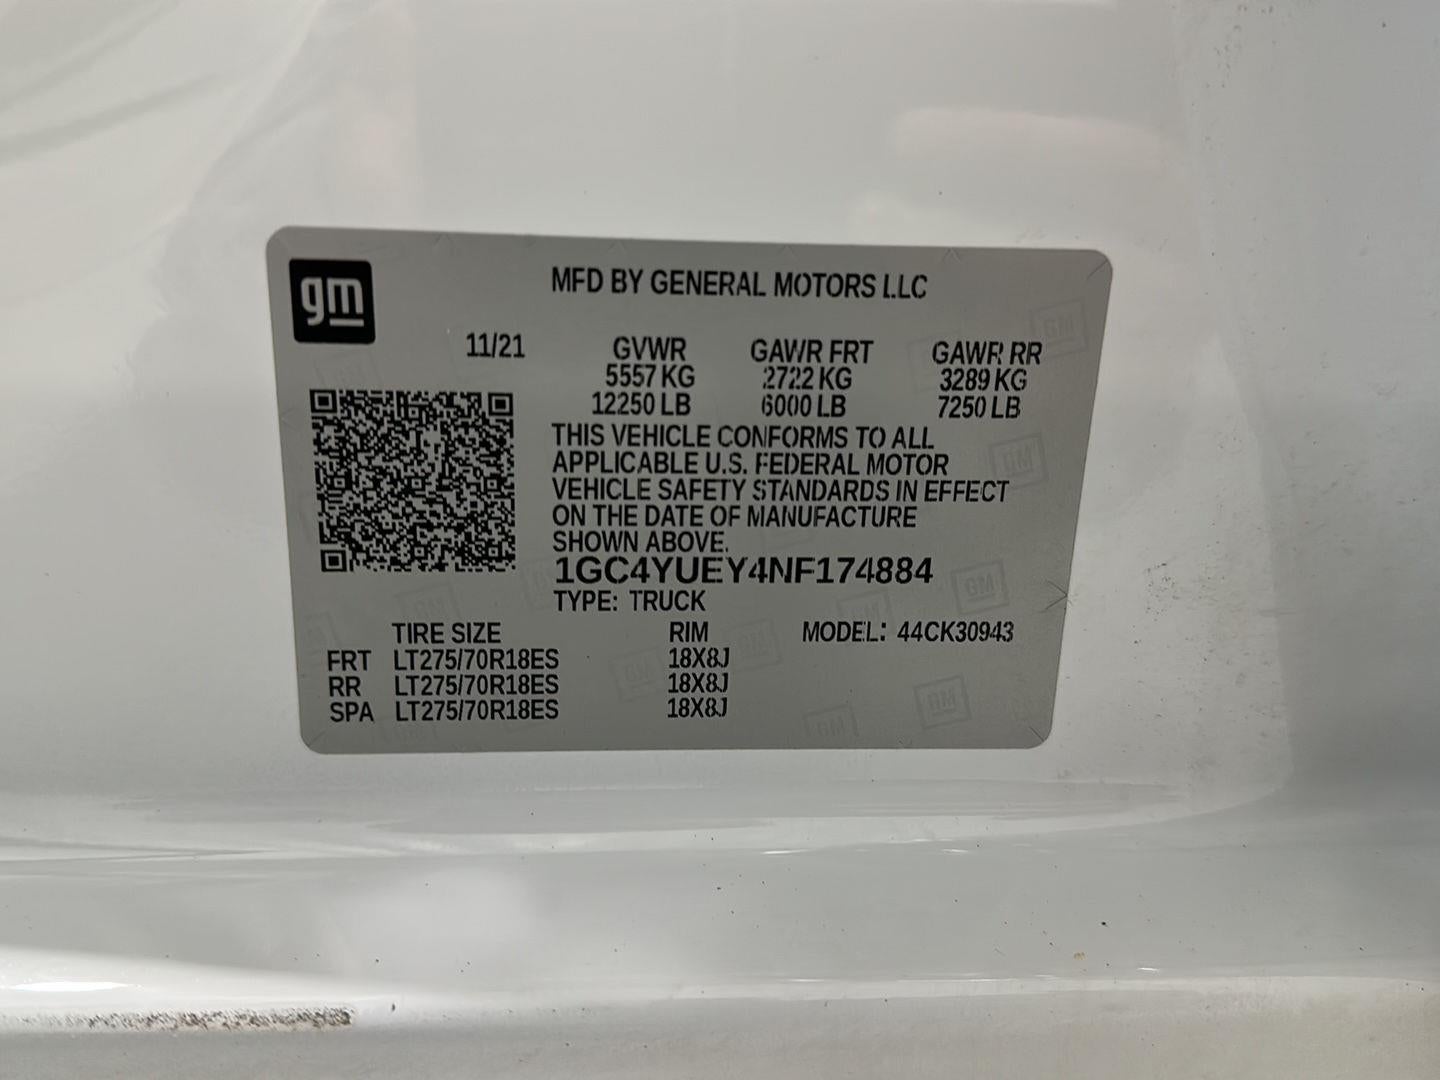 gm
MFD BY GENERAL MOTORS LLC
11/21 GVWR GAWR FRT GAWR RR
5557 KG 2722 KG 3289 KG
12250 LB 6000 LB 7250 LB
THIS VEHICLE CONFORMS TO ALL
APPLICABLE U.S. FEDERAL MOTOR
VEHICLE SAFETY STANDARDS IN EFFECT
ON THE DATE OF MANUFACTURE
SHOWN ABOVE.
1GC4YUEY4NF174884
TYPE: TRUCK
TIRE SIZE RIM MODEL: 44CK30943
FRT LT275/70R18ES 18X8J
RR LT275/70R18ES 18X8J
SPA LT275/70R18ES 18X8J